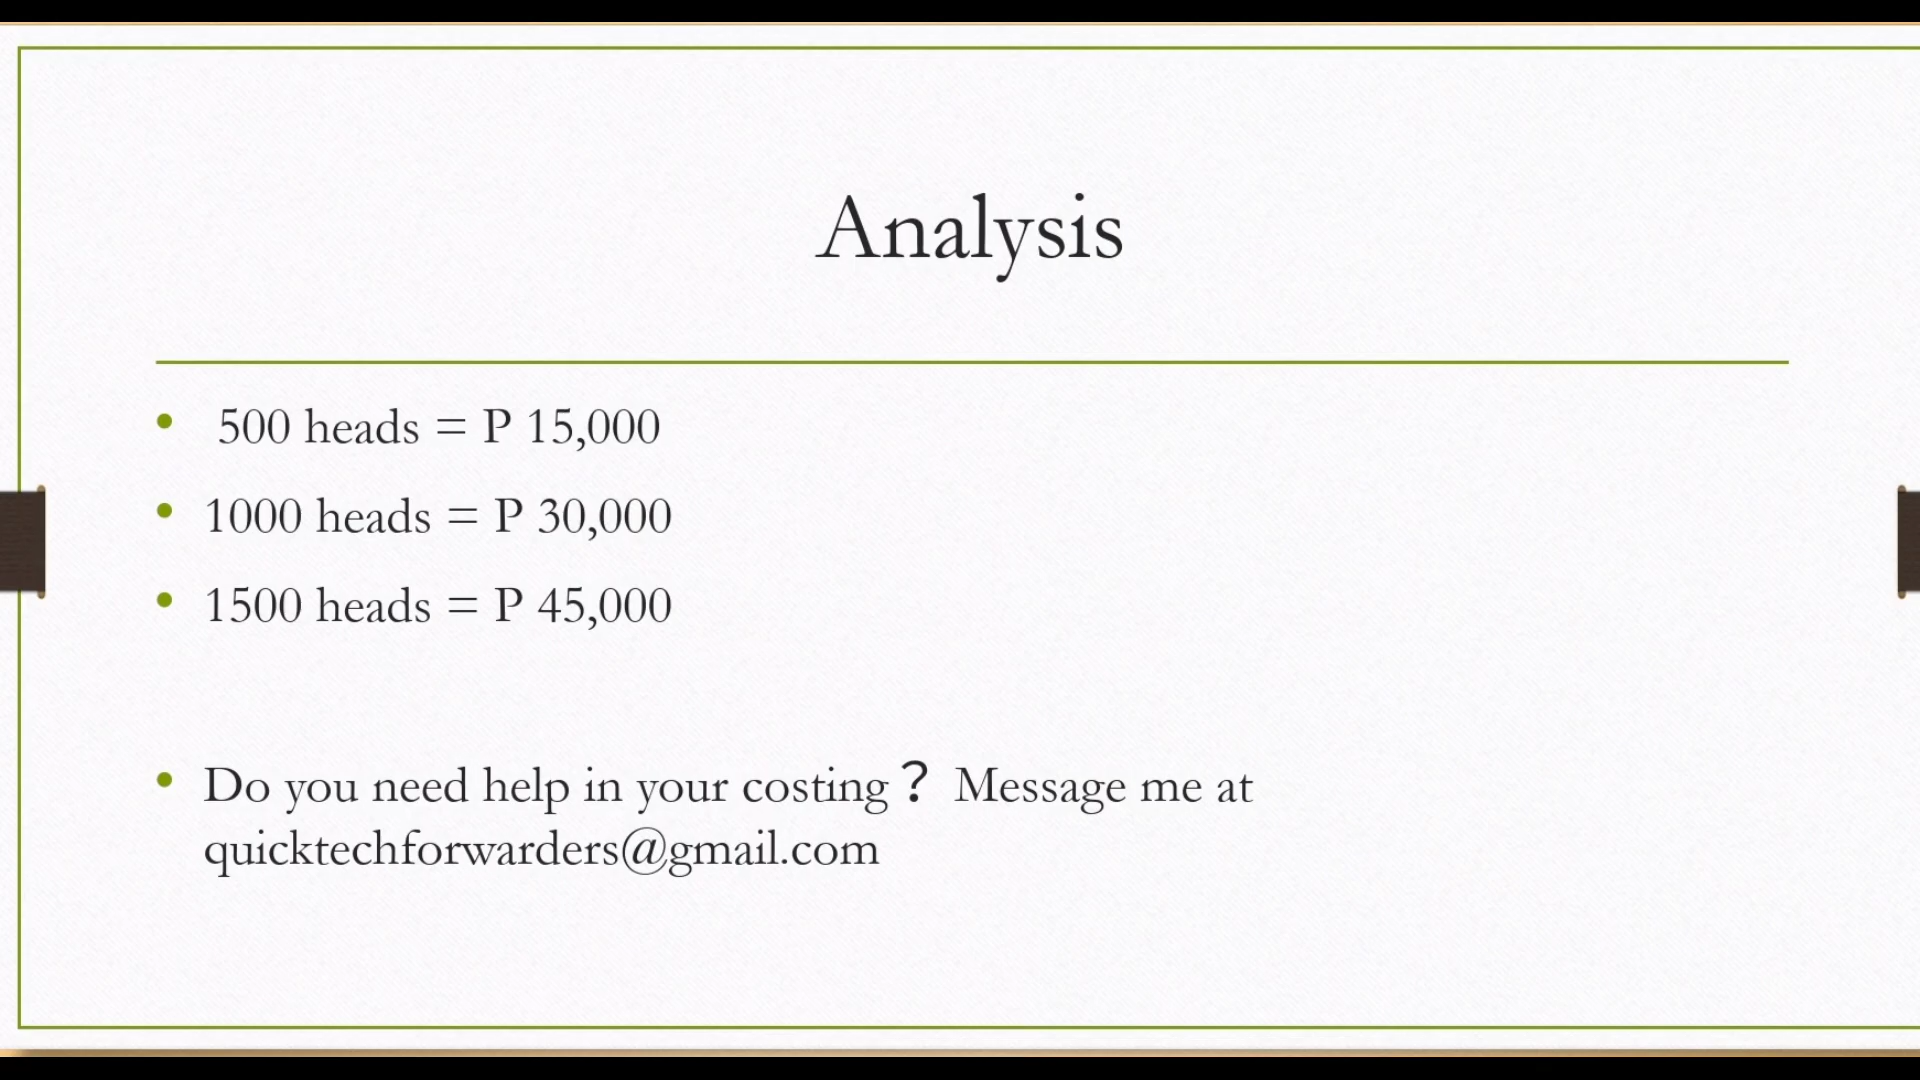 Analysis
500 heads = P 15,000
1000 heads = P 30,000
1500 heads = P 45,000
Do you need help in your costing？ Message me at
quicktechforwarders@gmail.com